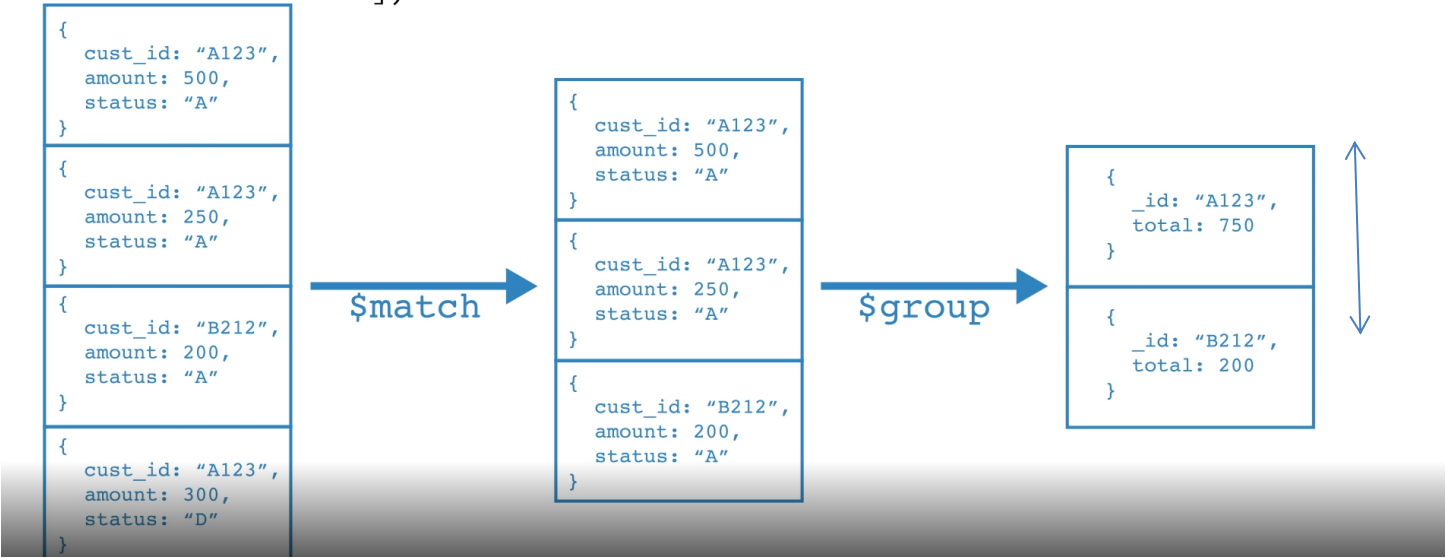 ])
{
cust_id: “A123”,
amount: 500,
status: “A”
}
{
cust_id: “A123”,
amount: 250,
status: “A”
}
{
cust_id: “B212”,
amount: 200,
status: “A”
}
{
cust_id: “A123”,
amount: 300,
status: “D”
}
$match
{
cust_id: “A123”,
amount: 500,
status: “A”
}
{
cust_id: “A123”,
amount: 250,
status: “A”
}
{
cust_id: “B212”,
amount: 200,
status: “A”
}
$group
{
_id: “A123”,
total: 750
}
{
_id: “B212”,
total: 200
}